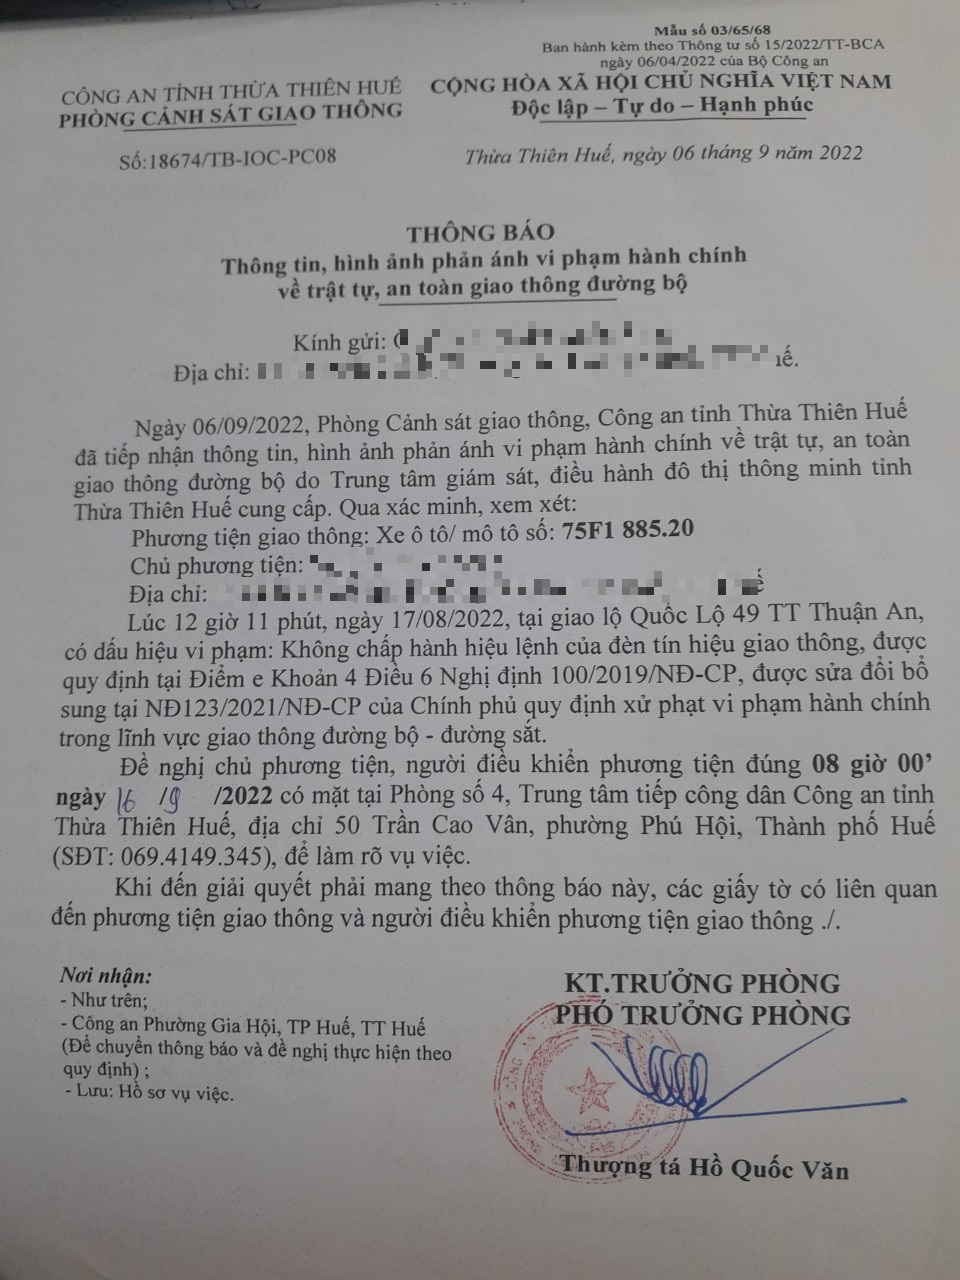 Mẫu số 03/65/68
Ban hành kèm theo Thông tư số 15/2022/TT-BCA
ngày 06/04/2022 của Bộ Công an
CÔNG AN TỈNH THỪA THIÊN HUẾ
PHÒNG CẢNH SÁT GIAO THÔNG
CỘNG HÒA XÃ HỘI CHỦ NGHĨA VIỆT NAM
Độc lập – Tự do – Hạnh phúc
Số:18674/TB-IOC-PC08
Thừa Thiên Huế, ngày 06 tháng 9 năm 2022
THÔNG BÁO
Thông tin, hình ảnh phản ánh vi phạm hành chính
về trật tự, an toàn giao thông đường bộ
Kính gửi:
Địa chỉ:
Ngày 06/09/2022, Phòng Cảnh sát giao thông, Công an tỉnh Thừa Thiên Huế
đã tiếp nhận thông tin, hình ảnh phản ánh vi phạm hành chính về trật tự, an toàn
giao thông đường bộ do Trung tâm giám sát, điều hành đô thị thông minh tỉnh
Thừa Thiên Huế cung cấp. Qua xác minh, xem xét:
Phương tiện giao thông: Xe ô tô/ mô tô số: 75F1 885.20
Chủ phương tiện:
Địa chỉ:
Lúc 12 giờ 11 phút, ngày 17/08/2022, tại giao lộ Quốc Lộ 49 TT Thuận An,
có dấu hiệu vi phạm: Không chấp hành hiệu lệnh của đèn tín hiệu giao thông, được
quy định tại Điểm e Khoản 4 Điều 6 Nghị định 100/2019/NĐ-CP, được sửa đổi bổ
sung tại NĐ123/2021/NĐ-CP của Chính phủ quy định xử phạt vi phạm hành chính
trong lĩnh vực giao thông đường bộ - đường sắt.
Đề nghị chủ phương tiện, người điều khiển phương tiện đúng 08 giờ 00’
ngày 16 /9 /2022 có mặt tại Phòng số 4, Trung tâm tiếp công dân Công an tỉnh
Thừa Thiên Huế, địa chỉ 50 Trần Cao Vân, phường Phú Hội, Thành phố Huế
(SĐT: 069.4149.345), để làm rõ vụ việc.
Khi đến giải quyết phải mang theo thông báo này, các giấy tờ có liên quan
đến phương tiện giao thông và người điều khiển phương tiện giao thông ./.
Nơi nhận:
- Như trên;
- Công an Phường Gia Hội, TP Huế, TT Huế
(Để chuyển thông báo và đề nghị thực hiện theo
quy định) ;
- Lưu: Hồ sơ vụ việc.
KT.TRƯỞNG PHÒNG
PHÓ TRƯỞNG PHÒNG
CÔNG AN
Thượng tá Hồ Quốc Văn